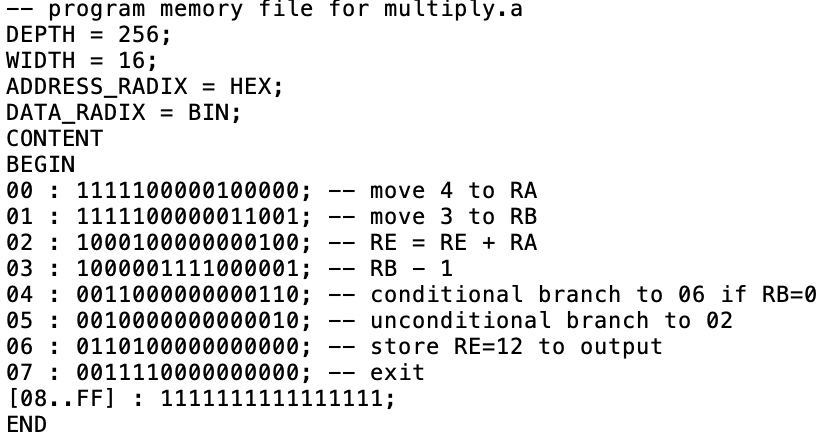 -- program memory file for multiply.a
DEPTH = 256;
WIDTH = 16;
ADDRESS_RADIX = HEX;
DATA_RADIX = BIN;
CONTENT
BEGIN
00 : 1111100000100000; -- move 4 to RA
01 : 1111100000011001; -- move 3 to RB
02 : 1000100000000100; -- RE = RE + RA
03 : 1000001111000001; -- RB - 1
04 : 0011000000000110; -- conditional branch to 06 if RB=0
05 : 0010000000000010; -- unconditional branch to 02
06 : 0110100000000000; -- store RE=12 to output
07 : 0011110000000000; -- exit
[08..FF] : 1111111111111111;
END